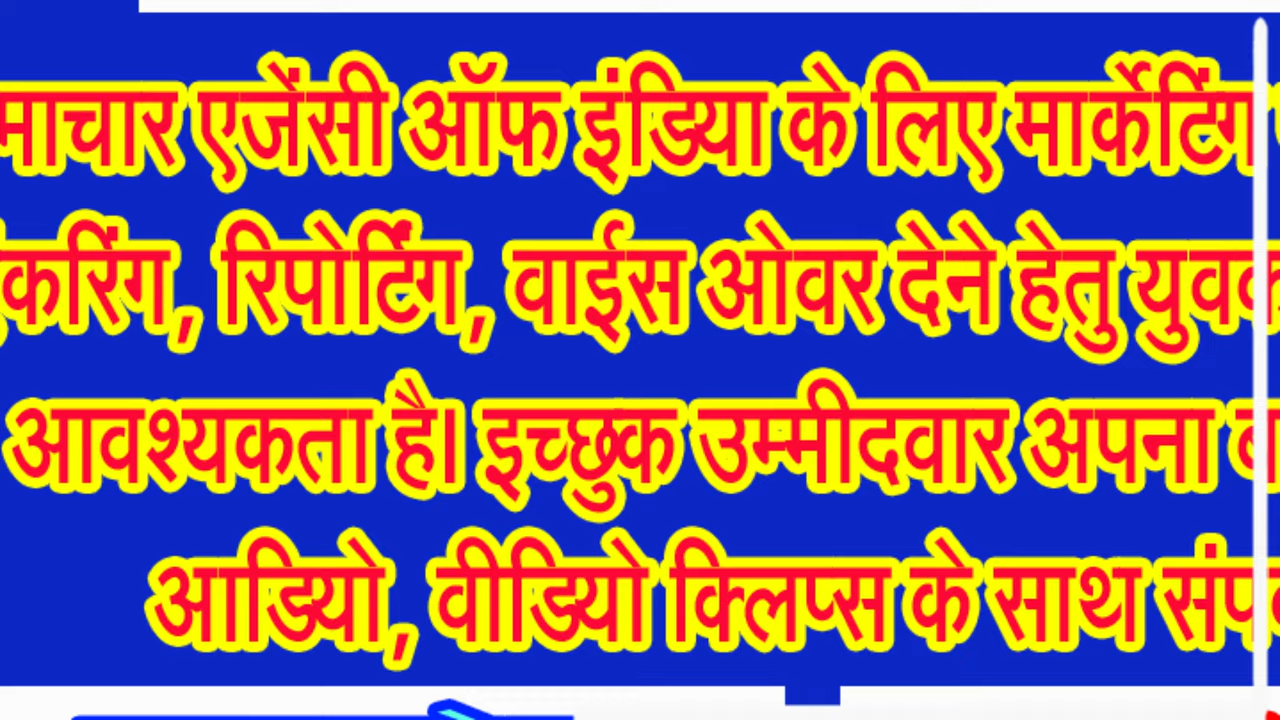 माचार एजेंसी ऑफ इंडिया के लिए मार्केटिंग
करिंग, रिपोर्टिंग, वाईस ओवर देने हेतु युवक
आवश्यकता है। इच्छुक उम्मीदवार अपना
आडियो, वीडियो क्लिप्स के साथ